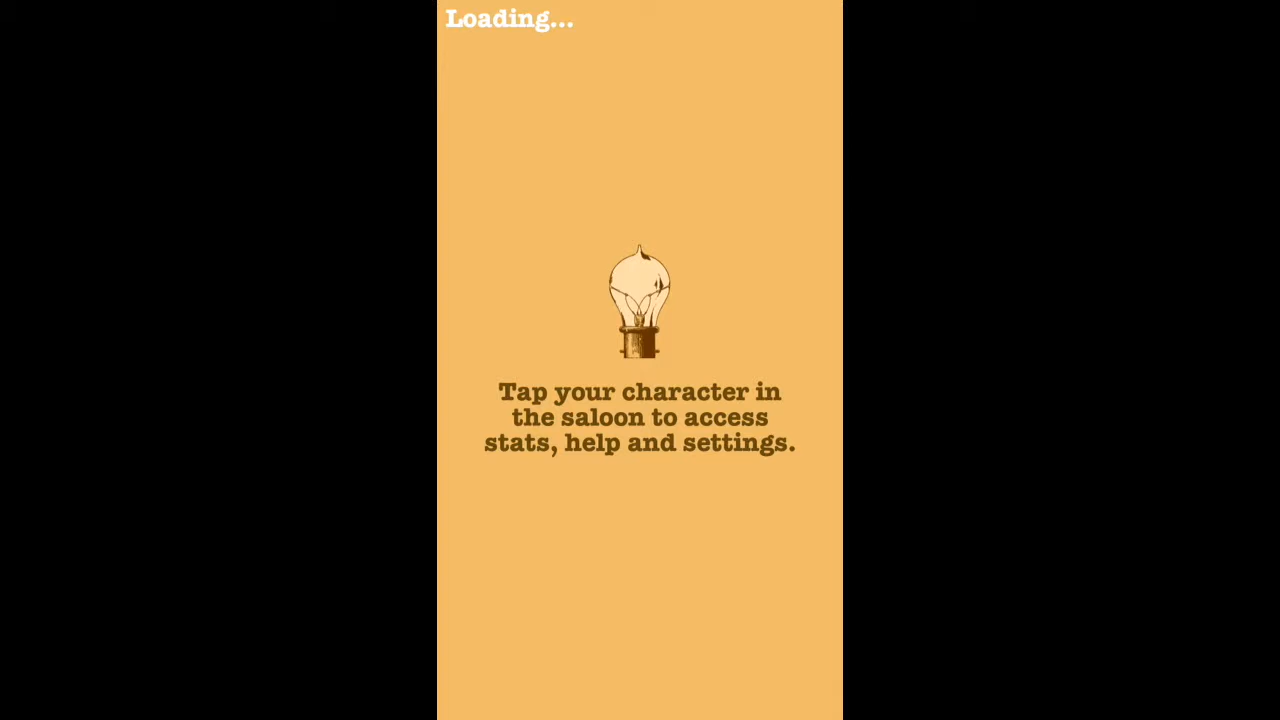 Loading...
Tap your character in
the saloon to access
stats, help and settings.